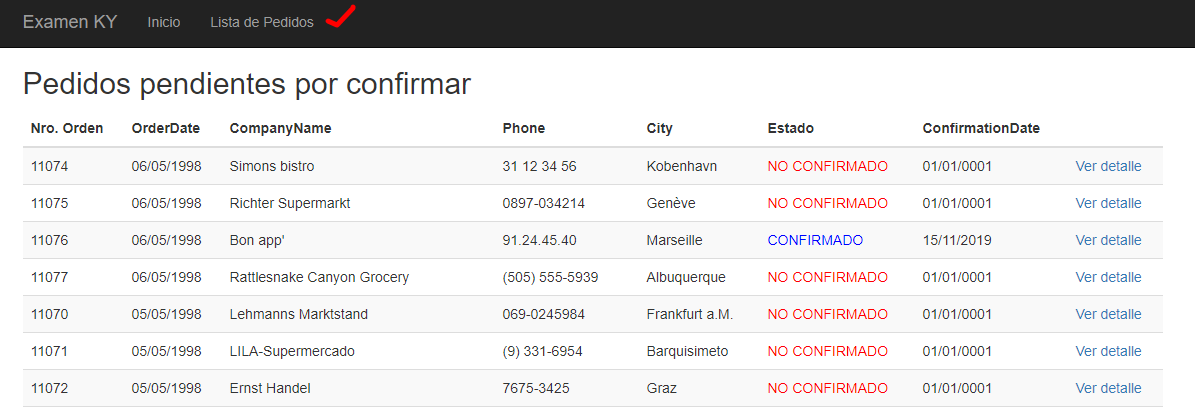 Examen KY Inicio Lista de Pedidos
Pedidos pendientes por confirmar
Nro. Orden OrderDate CompanyName Phone City Estado ConfirmationDate
11074 06/05/1998 Simons bistro 31 12 34 56 Kobenhavn NO CONFIRMADO 01/01/0001 Ver detalle
11075 06/05/1998 Richter Supermarkt 0897-034214 Genève NO CONFIRMADO 01/01/0001 Ver detalle
11076 06/05/1998 Bon app' 91.24.45.40 Marseille CONFIRMADO 15/11/2019 Ver detalle
11077 06/05/1998 Rattlesnake Canyon Grocery (505) 555-5939 Albuquerque NO CONFIRMADO 01/01/0001 Ver detalle
11070 05/05/1998 Lehmanns Marktstand 069-0245984 Frankfurt a.M. NO CONFIRMADO 01/01/0001 Ver detalle
11071 05/05/1998 LILA-Supermercado (9) 331-6954 Barquisimeto NO CONFIRMADO 01/01/0001 Ver detalle
11072 05/05/1998 Ernst Handel 7675-3425 Graz NO CONFIRMADO 01/01/0001 Ver detalle